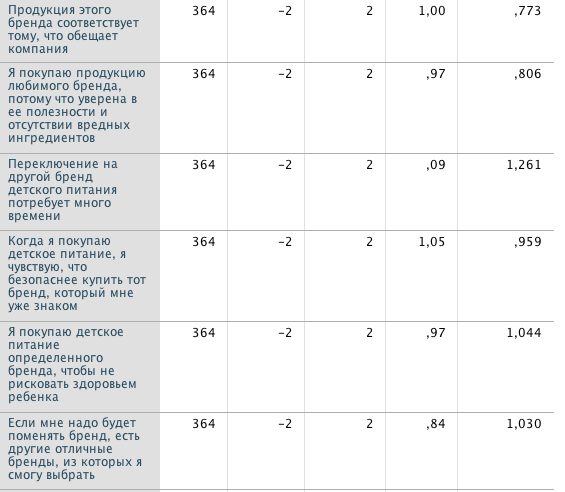 Продукция этого 364 -2 2 1,00 ,773
бренда соответствует
тому, что обещает
компания
Я покупаю продукцию 364 -2 2 ,97 ,806
любимого бренда,
потому что уверена в
ее полезности и
отсутствии вредных
ингредиентов
Переключение на 364 -2 2 ,09 1,261
другой бренд
детского питания
потребует много
времени
Когда я покупаю 364 -2 2 1,05 ,959
детское питание, я
чувствую, что
безопаснее купить тот
бренд, который мне
уже знаком
Я покупаю детское 364 -2 2 ,97 1,044
питание
определенного
бренда, чтобы не
рисковать здоровьем
ребенка
Если мне надо будет 364 -2 2 ,84 1,030
поменять бренд, есть
другие отличные
бренды, из которых я
смогу выбрать